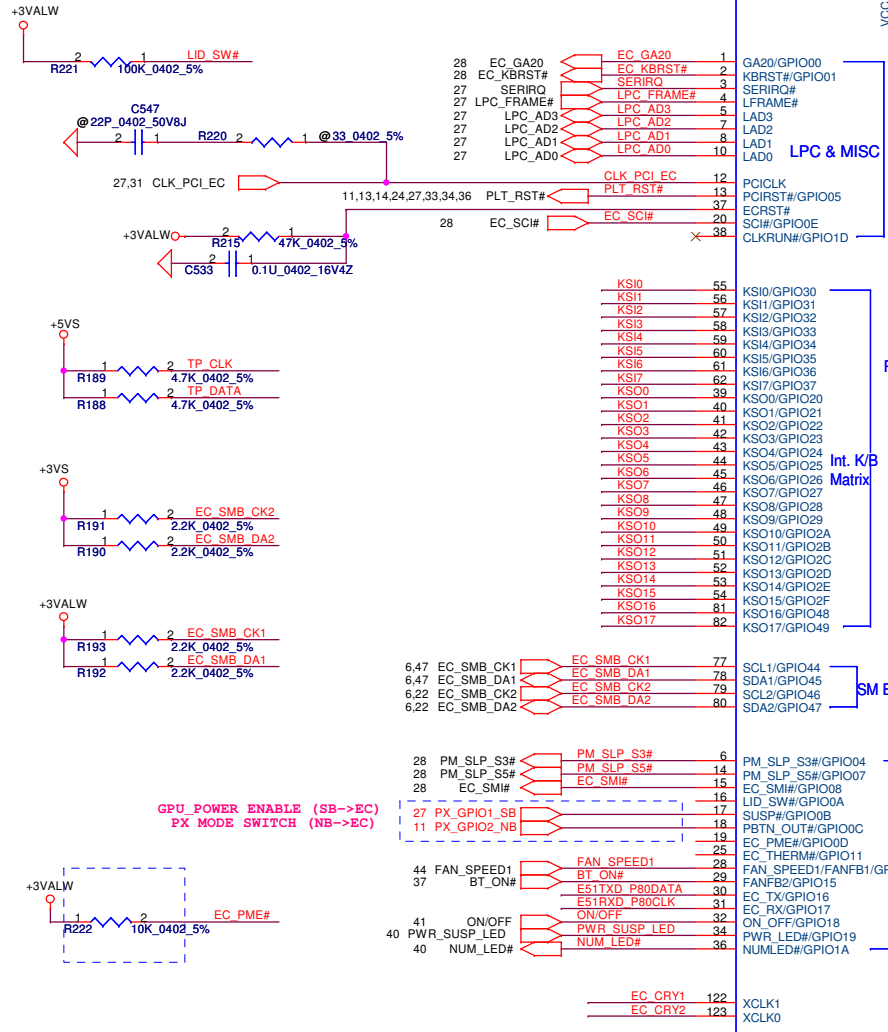 +3VALW
VCC
2 1 LID_SW#
R221 100K_0402_5%
C547
@ 22P_0402_50V8J
2 1 R220 2 1 @ 33_0402_5%
27,31 CLK_PCI_EC
11,13,14,24,27,33,34,36 PLT_RST#
28 EC_SCI#
+3VALW 2 1
R215 47K_0402_5%
2 1
C533 0.1U_0402_16V4Z
28 EC_GA20 EC_GA20 1 GA20/GPIO00
28 EC_KBRST# EC_KBRST# 2 KBRST#/GPIO01
27 SERIRQ SERIRQ 3 SERIRQ#
27 LPC_FRAME# LPC_FRAME# 4 LFRAME#
27 LPC_AD3 LPC_AD3 5 LAD3
27 LPC_AD2 LPC_AD2 7 LAD2
27 LPC_AD1 LPC_AD1 8 LAD1
27 LPC_AD0 LPC_AD0 10 LAD0
LPC & MISC
CLK_PCI_EC 12 PCICLK
PLT_RST# 13 PCIRST#/GPIO05
37 ECRST#
EC_SCI# 20 SCI#/GPIO0E
38 CLKRUN#/GPIO1D
KSI0 55 KSI0/GPIO30
KSI1 56 KSI1/GPIO31
KSI2 57 KSI2/GPIO32
KSI3 58 KSI3/GPIO33
KSI4 59 KSI4/GPIO34
KSI5 60 KSI5/GPIO35
KSI6 61 KSI6/GPIO36
KSI7 62 KSI7/GPIO37
KSO0 39 KSO0/GPIO20
KSO1 40 KSO1/GPIO21
KSO2 41 KSO2/GPIO22
KSO3 42 KSO3/GPIO23
KSO4 43 KSO4/GPIO24
KSO5 44 KSO5/GPIO25
KSO6 45 KSO6/GPIO26
KSO7 46 KSO7/GPIO27
KSO8 47 KSO8/GPIO28
KSO9 48 KSO9/GPIO29
KSO10 49 KSO10/GPIO2A
KSO11 50 KSO11/GPIO2B
KSO12 51 KSO12/GPIO2C
KSO13 52 KSO13/GPIO2D
KSO14 53 KSO14/GPIO2E
KSO15 54 KSO15/GPIO2F
KSO16 81 KSO16/GPIO48
KSO17 82 KSO17/GPIO49
Int. K/B
Matrix
+5VS
1 2 TP_CLK
R189 4.7K_0402_5%
1 2 TP_DATA
R188 4.7K_0402_5%
+3VS
1 2 EC_SMB_CK2
R191 2.2K_0402_5%
1 2 EC_SMB_DA2
R190 2.2K_0402_5%
+3VALW
1 2 EC_SMB_CK1
R193 2.2K_0402_5%
1 2 EC_SMB_DA1
R192 2.2K_0402_5%
6,47 EC_SMB_CK1 EC_SMB_CK1 77 SCL1/GPIO44
6,47 EC_SMB_DA1 EC_SMB_DA1 78 SDA1/GPIO45
6,22 EC_SMB_CK2 EC_SMB_CK2 79 SCL2/GPIO46
6,22 EC_SMB_DA2 EC_SMB_DA2 80 SDA2/GPIO47
SM
28 PM_SLP_S3# PM_SLP_S3# 6 PM_SLP_S3#/GPIO04
28 PM_SLP_S5# PM_SLP_S5# 14 PM_SLP_S5#/GPIO07
28 EC_SMI# EC_SMI# 15 EC_SMI#/GPIO08
16 LID_SW#/GPIO0A
GPU_POWER ENABLE (SB->EC)
PX MODE SWITCH (NB->EC)
27 PX_GPIO1_SB 17 SUSP#/GPIO0B
11 PX_GPIO2_NB 18 PBTN_OUT#/GPIO0C
19 EC_PME#/GPIO0D
25 EC_THERM#/GPIO11
44 FAN_SPEED1 FAN_SPEED1 28 FAN_SPEED1/FANFB1/GP
37 BT_ON# BT_ON# 29 FANFB2/GPIO15
E51TXD_P80DATA 30 EC_TX/GPIO16
E51RXD_P80CLK 31 EC_RX/GPIO17
41 ON/OFF ON/OFF 32 ON_OFF/GPIO18
40 PWR_SUSP_LED PWR_SUSP_LED 34 PWR_LED#/GPIO19
40 NUM_LED# NUM_LED# 36 NUMLED#/GPIO1A
+3VALW
1 2 EC_PME#
R222 10K_0402_5%
EC_CRY1 122 XCLK1
EC_CRY2 123 XCLK0